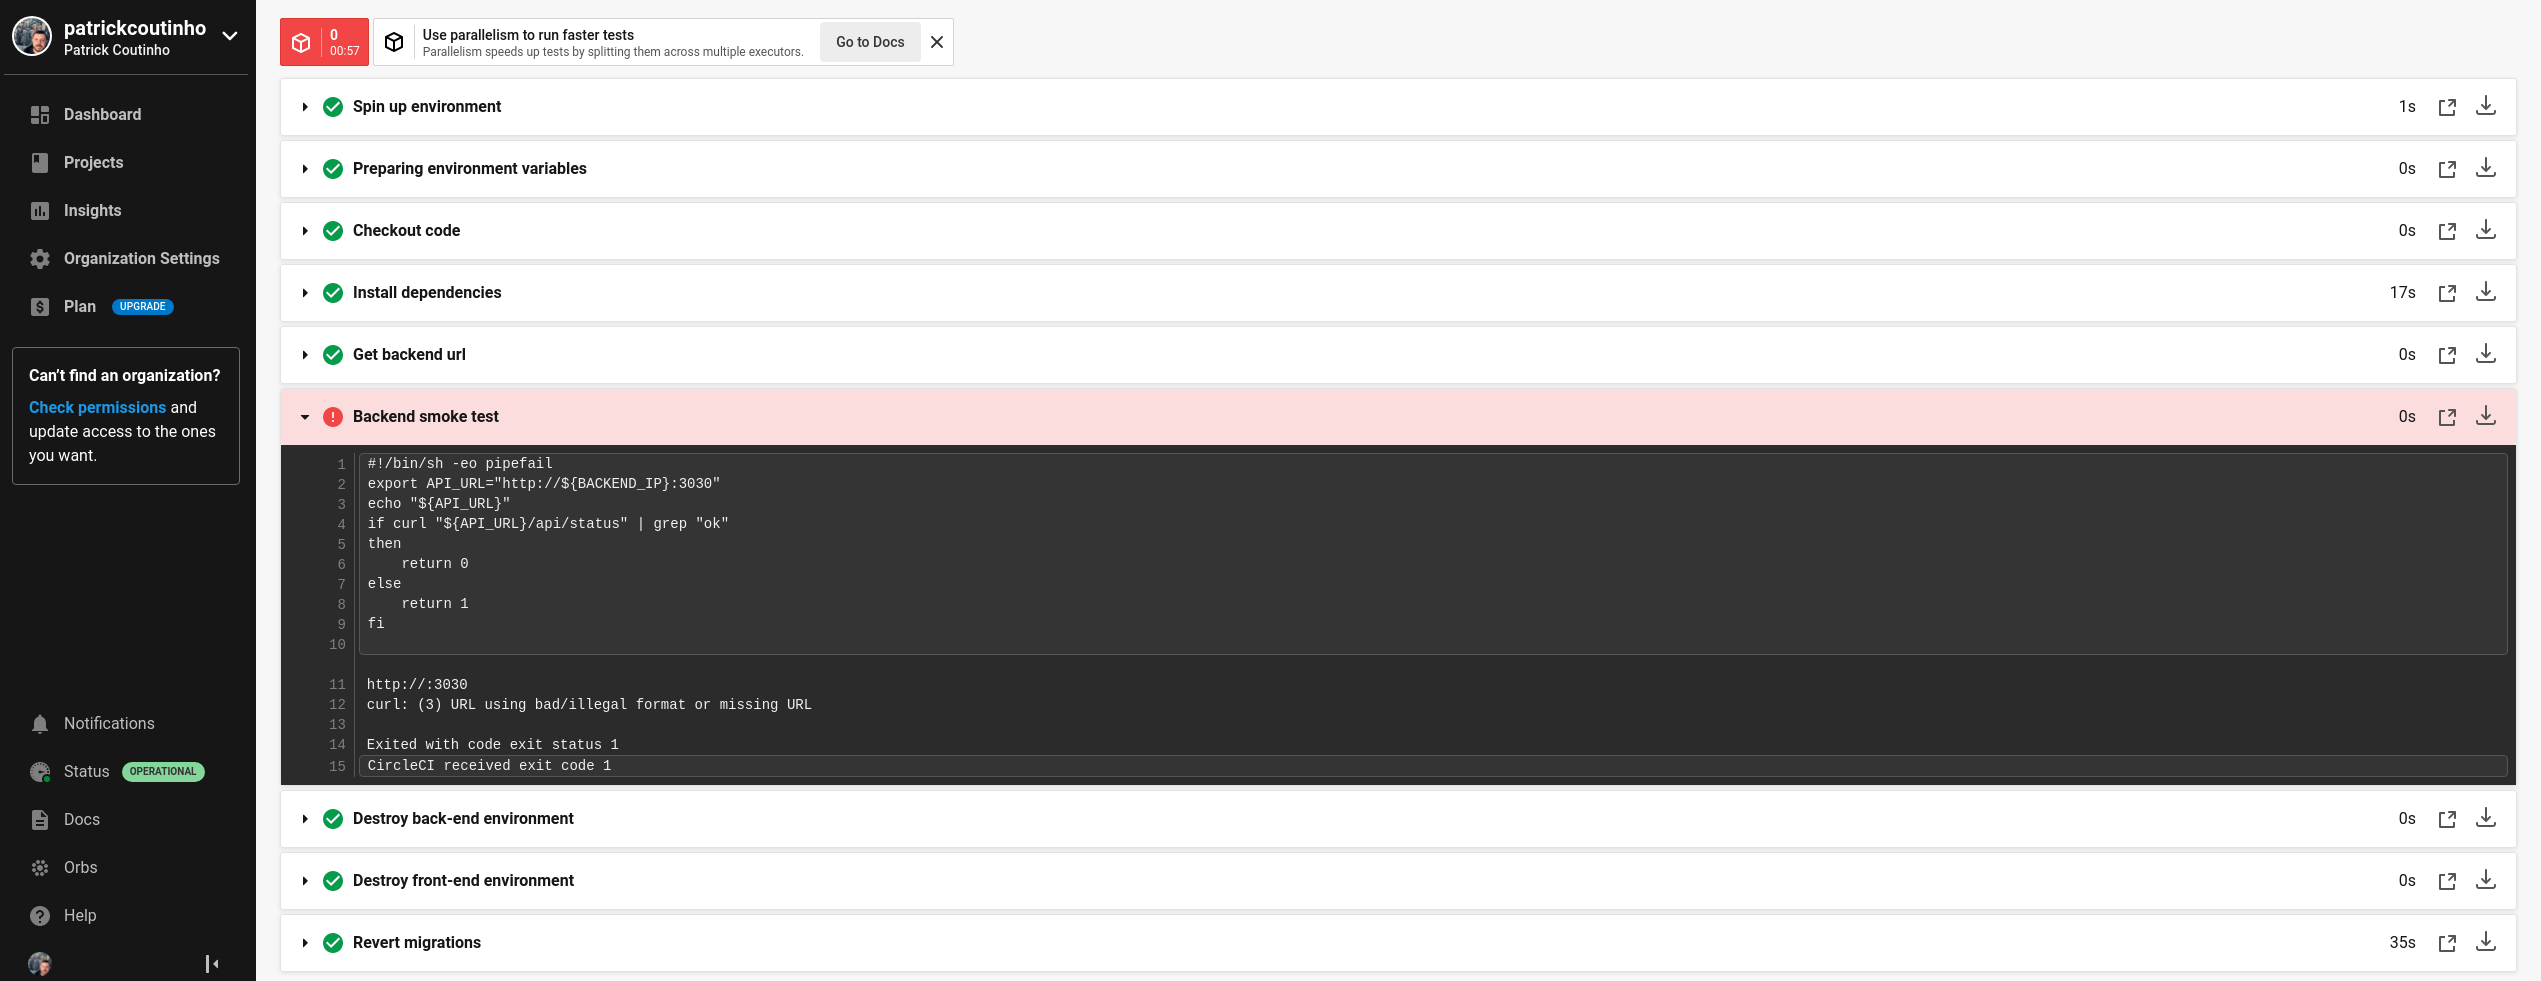 patrickcoutinho
Patrick Coutinho
Dashboard
Projects
Insights
Organization Settings
Plan UPGRADE
Can't find an organization?
Check permissions and
update access to the ones
you want.
Notifications
Status OPERATIONAL
Docs
Orbs
Help
0
00:57
Use parallelism to run faster tests
Parallelism speeds up tests by splitting them across multiple executors.
Go to Docs
Spin up environment 1s
Preparing environment variables 0s
Checkout code 0s
Install dependencies 17s
Get backend url 0s
Backend smoke test 0s
1 #!/bin/sh -eo pipefail
2 export API_URL="http://${BACKEND_IP}:3030"
3 echo "${API_URL}"
4 if curl "${API_URL}/api/status" | grep "ok"
5 then
6     return 0
7 else
8     return 1
9 fi
10
11 http://:3030
12 curl: (3) URL using bad/illegal format or missing URL
13
14 Exited with code exit status 1
15 CircleCI received exit code 1
Destroy back-end environment 0s
Destroy front-end environment 0s
Revert migrations 35s